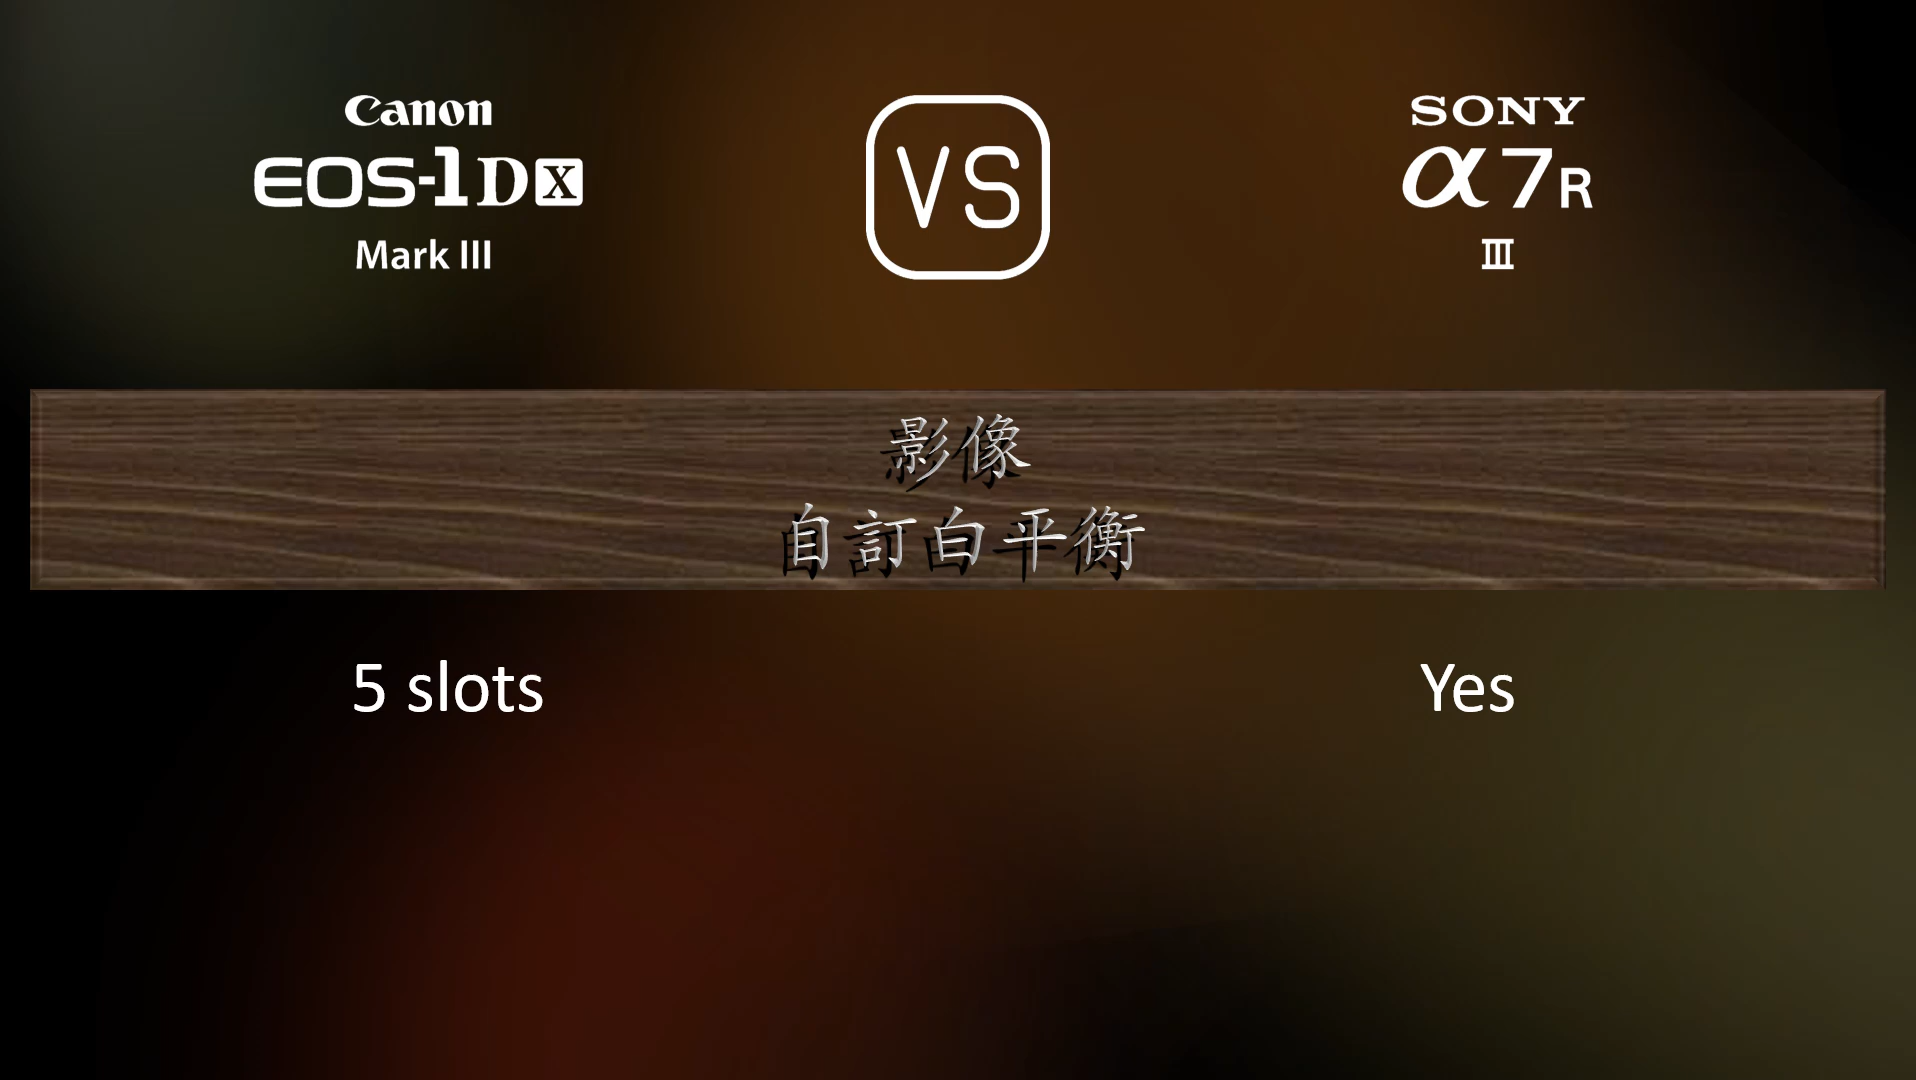 Canon
EOS-1DX
Mark III
VS
SONY
α7R
III
影像
自訂白平衡
5 slots
Yes